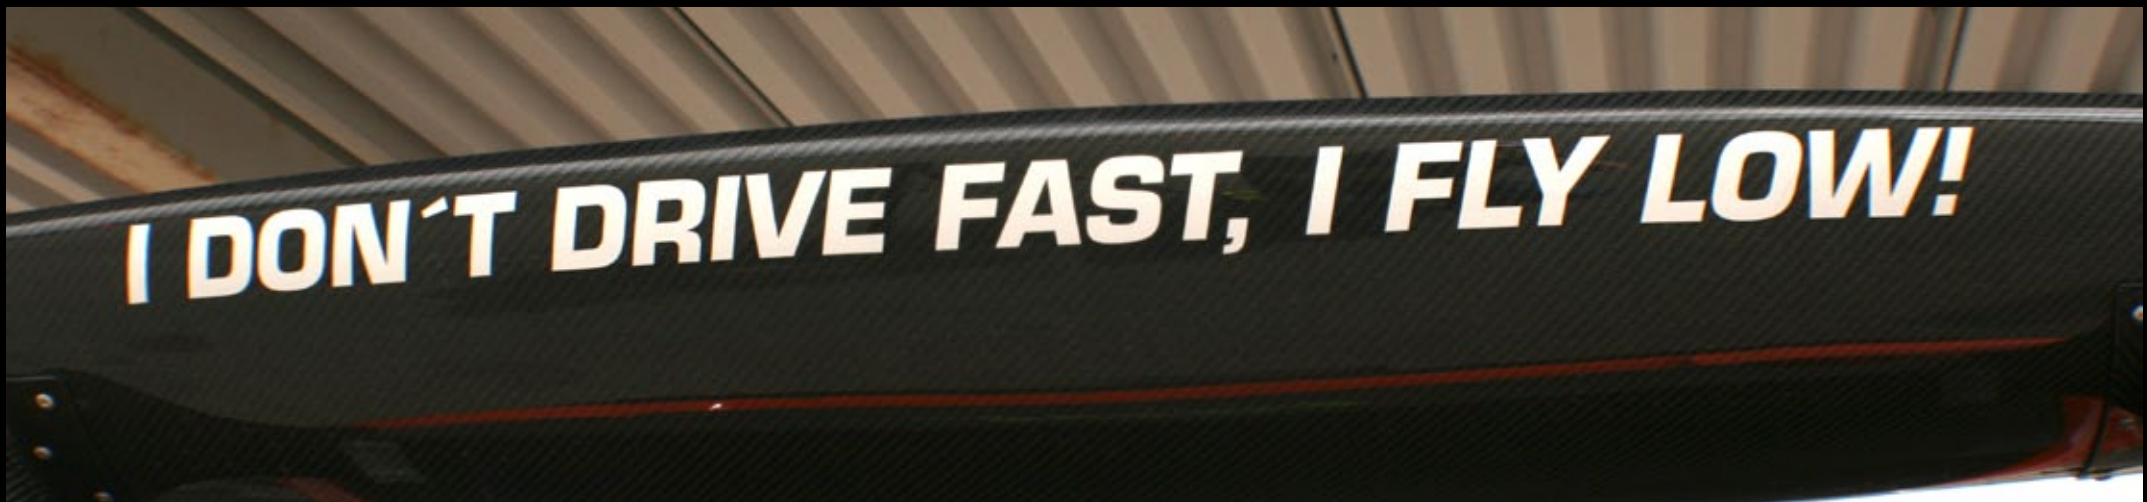 I DON´T DRIVE FAST, I FLY LOW!